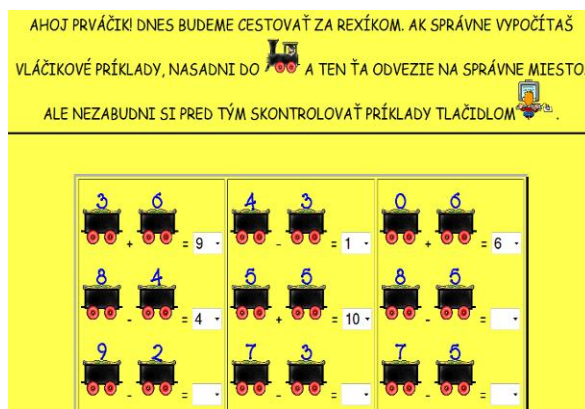 AHOJ PRVÁČIK! DNES BUDEME CESTOVAŤ ZA REXÍKOM. AK SPRÁVNE VYPOČÍTAŠ
VLÁČIKOVÉ PRÍKLADY, NASADNI DO A TEN ŤA ODVEZIE NA SPRÁVNE MIESTO.
ALE NEZABUDNI SI PRED TÝM SKONTROLOVAŤ PRÍKLADY TLAČIDLOM .
3 6 4 3 0 6
+ = 9 - = 1 + = 6
8 4 5 5 8 5
- = 4 + = 10 - =
9 2 7 3 7 5
- = - = - =